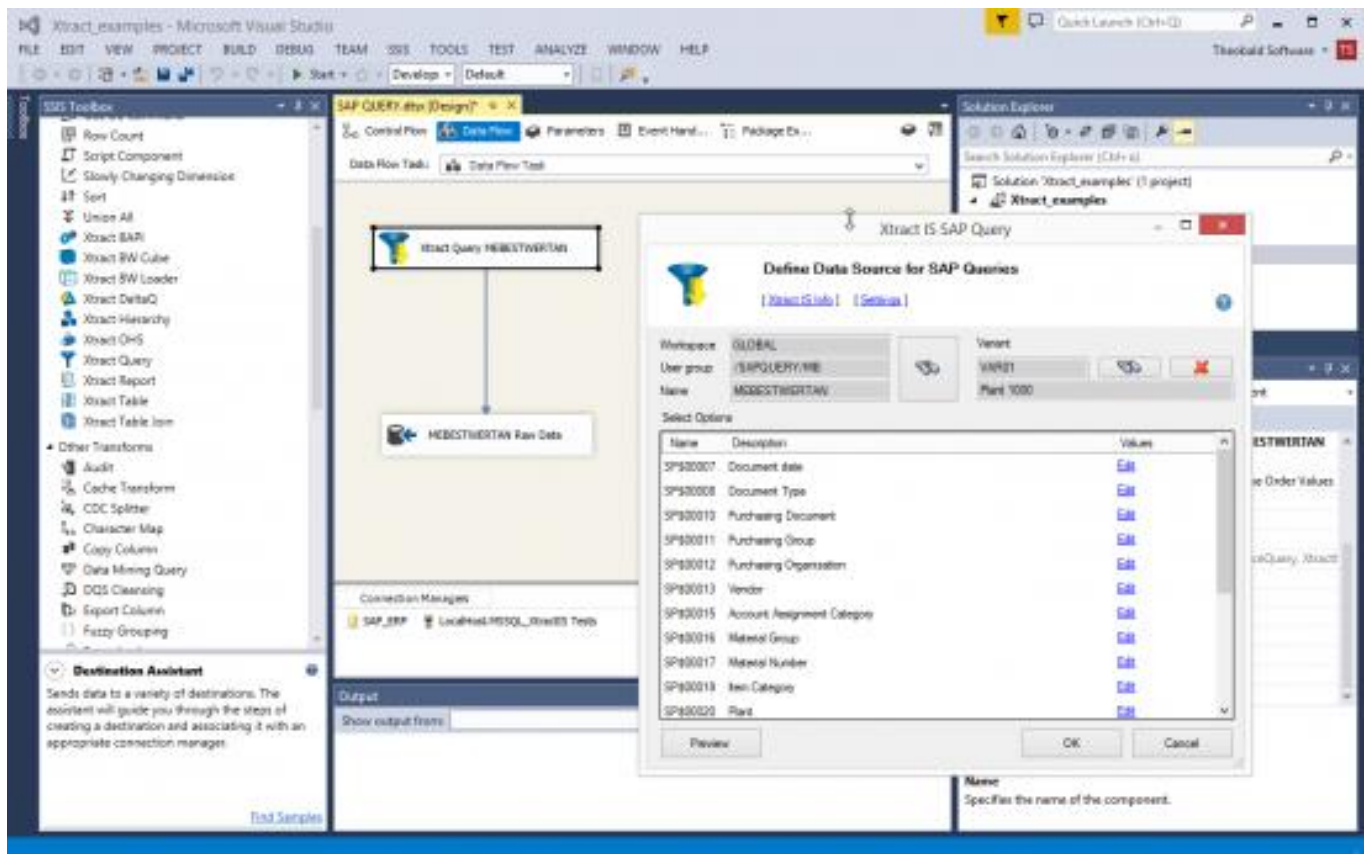 Xtract_examples - Microsoft Visual Studio
Quick Launch (Ctrl+Q)
FILE EDIT VIEW PROJECT BUILD DEBUG TEAM SSIS TOOLS TEST ANALYZE WINDOW HELP
Theobald Software
TS
Start
Develop
Default
Toolbox
SSIS Toolbox
Row Count
Script Component
Slowly Changing Dimension
Sort
Union All
Xtract BAPI
Xtract BW Cube
Xtract BW Loader
Xtract DeltaQ
Xtract Hierarchy
Xtract OHS
Xtract Query
Xtract Report
Xtract Table
Xtract Table Join
Other Transforms
Audit
Cache Transform
CDC Splitter
Character Map
Copy Column
Data Mining Query
DQS Cleansing
Export Column
Fuzzy Grouping
Destination Assistant
Sends data to a variety of destinations. The
assistant will guide you through the steps of
creating a destination and associating it with an
appropriate connection manager.
Find Samples
SAP QUERY.dtsx [Design]*
Control Flow
Data Flow
Parameters
Event Hand...
Package Ex...
Data Flow Task:
Data Flow Task
Xtract Query MEBESTWERTAN
MEBESTWERTAN Raw Data
Connection Managers
SAP_ERP
Output
Show output from:
Solution Explorer
Search Solution Explorer (Ctrl+ü)
Solution 'Xtract_examples' (1 project)
Xtract_examples
Xtract IS SAP Query
Define Data Source for SAP Queries
[ Xtract IS Info ] [ Settings ]
Workspace GLOBAL
User group /SAPQUERY/ME
Name MEBESTWERTAN
Variant
VAR01
Plant 1000
Select Options
Name Description Values
SP$00007 Document date Edit
SP$00008 Document Type Edit
SP$00010 Purchasing Document Edit
SP$00011 Purchasing Group Edit
SP$00012 Purchasing Organisation Edit
SP$00013 Vendor Edit
SP$00015 Account Assignment Category Edit
SP$00016 Material Group Edit
SP$00017 Material Number Edit
SP$00019 Item Category Edit
SP$00020 Plant Edit
Preview
OK
Cancel
ESTWERTAN
e Order Values
Name
Specifies the name of the component.